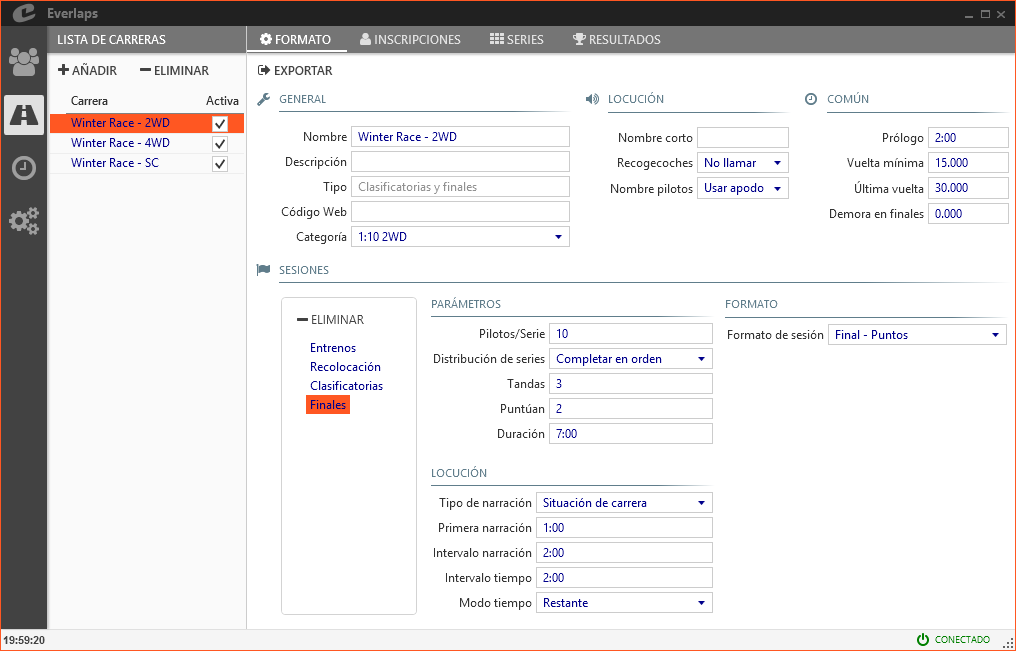 Everlaps
LISTA DE CARRERAS
FORMATO INSCRIPCIONES SERIES RESULTADOS
AÑADIR ELIMINAR
EXPORTAR
Carrera Activa
Winter Race - 2WD
Winter Race - 4WD
Winter Race - SC
GENERAL
Nombre Winter Race - 2WD
Descripción
Tipo Clasificatorias y finales
Código Web
Categoría 1:10 2WD
LOCUCIÓN
Nombre corto
Recogecoches No llamar
Nombre pilotos Usar apodo
COMÚN
Prólogo 2:00
Vuelta mínima 15.000
Última vuelta 30.000
Demora en finales 0.000
SESIONES
ELIMINAR
Entrenos
Recolocación
Clasificatorias
Finales
PARÁMETROS
Pilotos/Serie 10
Distribución de series Completar en orden
Tandas 3
Puntúan 2
Duración 7:00
FORMATO
Formato de sesión Final - Puntos
LOCUCIÓN
Tipo de narración Situación de carrera
Primera narración 1:00
Intervalo narración 2:00
Intervalo tiempo 2:00
Modo tiempo Restante
19:59:20
CONECTADO